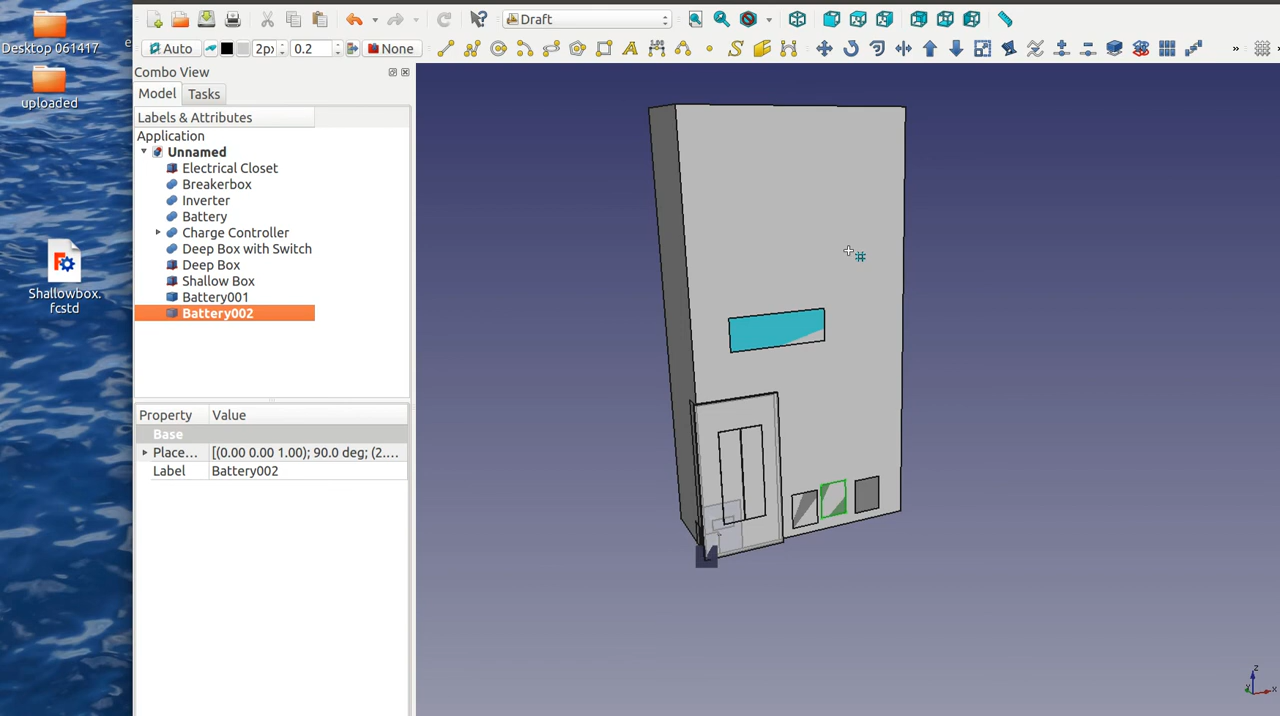 Desktop 061417
e
uploaded
Shallowbox.
fcstd
Draft
Auto
2p
0.2
None
»
Combo View
Model
Tasks
Labels & Attributes
Application
Unnamed
Electrical Closet
Breakerbox
Inverter
Battery
Charge Controller
Deep Box with Switch
Deep Box
Shallow Box
Battery001
Battery002
Property Value
Base
Place... [(0.00 0.00 1.00); 90.0 deg; (2....
Label Battery002
z
y
x